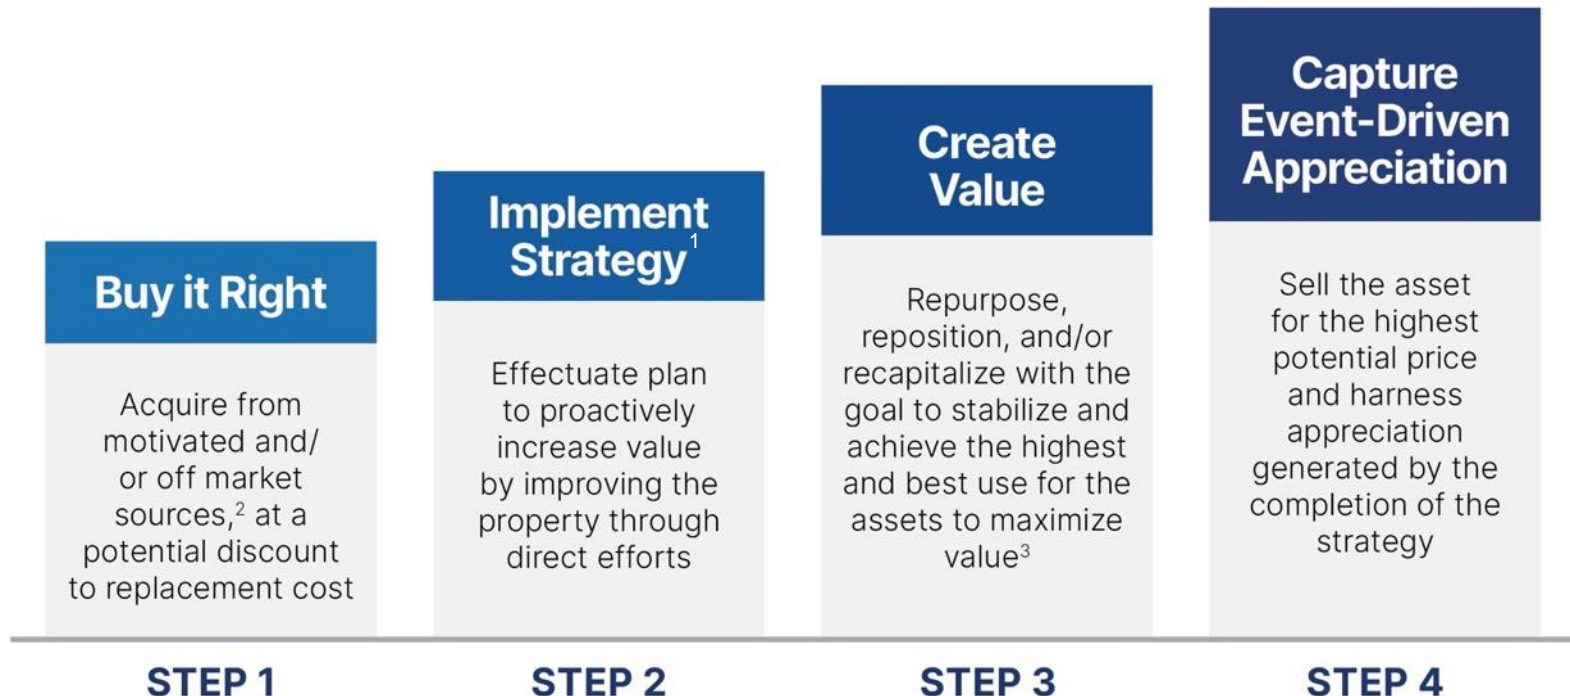 Buy it Right
Acquire from
motivated and/
or off market
sources,² at a
potential discount
to replacement cost
STEP 1
Implement
Strategy¹
Effectuate plan
to proactively
increase value
by improving the
property through
direct efforts
STEP 2
Create
Value
Repurpose,
reposition, and/or
recapitalize with the
goal to stabilize and
achieve the highest
and best use for the
assets to maximize
value³
STEP 3
Capture
Event-Driven
Appreciation
Sell the asset
for the highest
potential price
and harness
appreciation
generated by the
completion of the
strategy
STEP 4